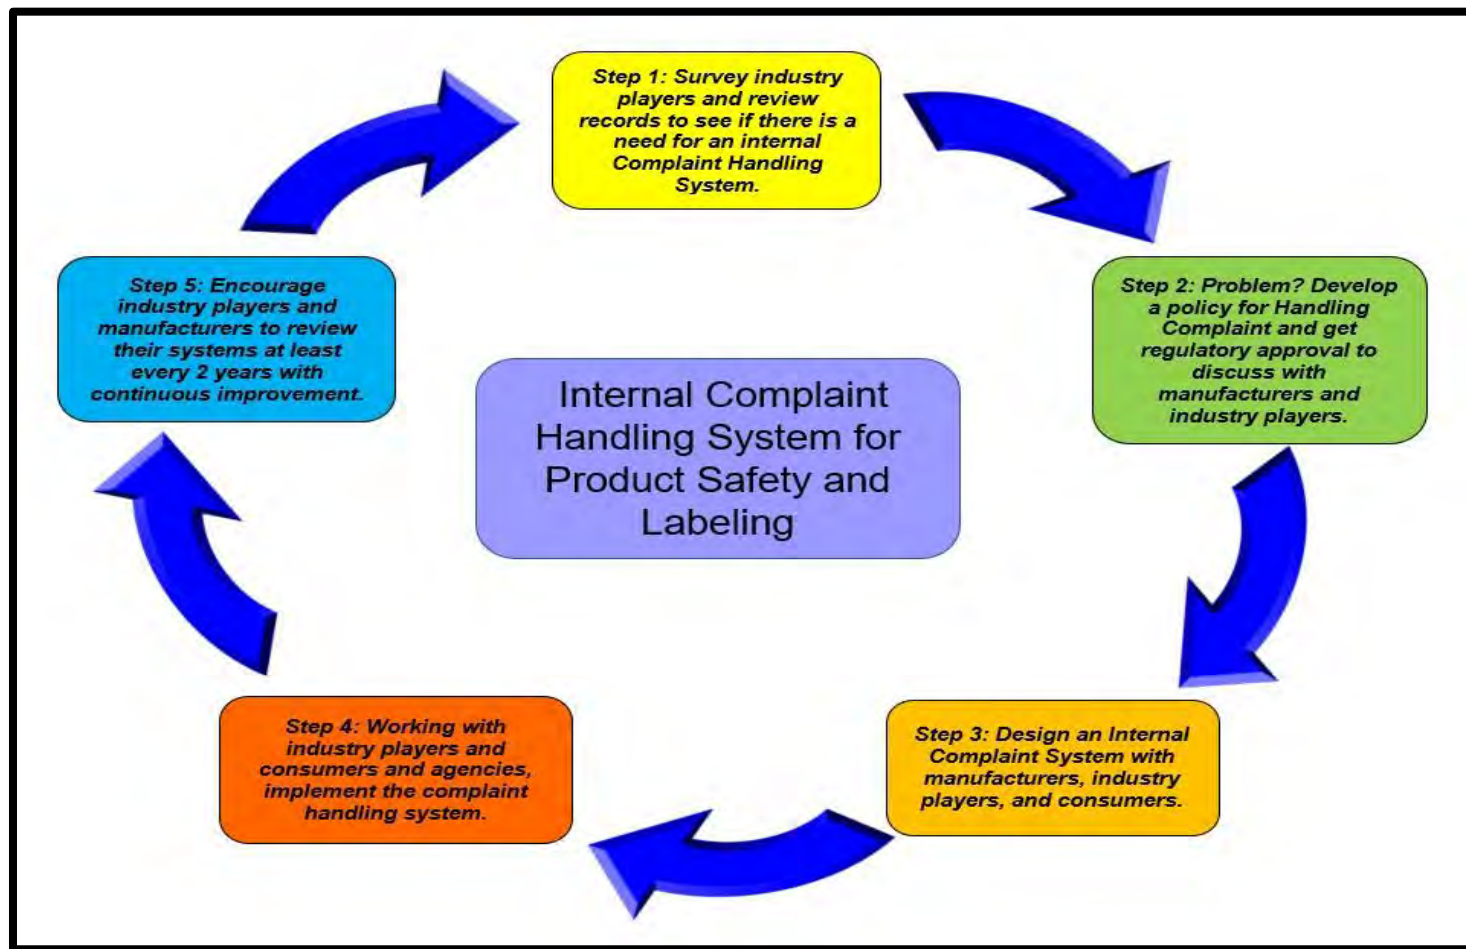 Step 1: Survey industry
players and review
records to see if there is a
need for an internal
Complaint Handling
System.
Step 2: Problem? Develop
a policy for Handling
Complaint and get
regulatory approval to
discuss with
manufacturers and
industry players.
Step 3: Design an Internal
Complaint System with
manufacturers, industry
players, and consumers.
Step 4: Working with
industry players and
consumers and agencies,
implement the complaint
handling system.
Step 5: Encourage
industry players and
manufacturers to review
their systems at least
every 2 years with
continuous improvement.
Internal Complaint
Handling System for
Product Safety and
Labeling